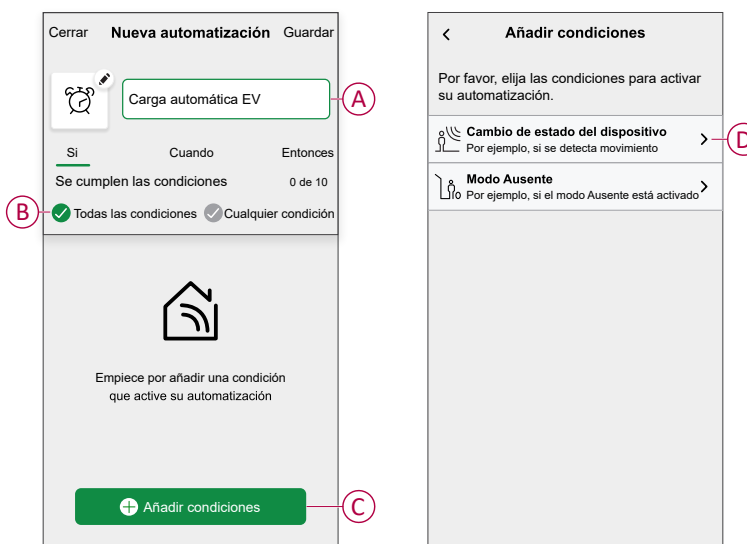 Cerrar Nueva automatización Guardar
Carga automática EV
A
Si Cuando Entonces
Se cumplen las condiciones 0 de 10
B
Todas las condiciones Cualquier condición
Empiece por añadir una condición
que active su automatización
Añadir condiciones
C
Añadir condiciones
Por favor, elija las condiciones para activar
su automatización.
Cambio de estado del dispositivo
Por ejemplo, si se detecta movimiento
D
Modo Ausente
Por ejemplo, si el modo Ausente está activado